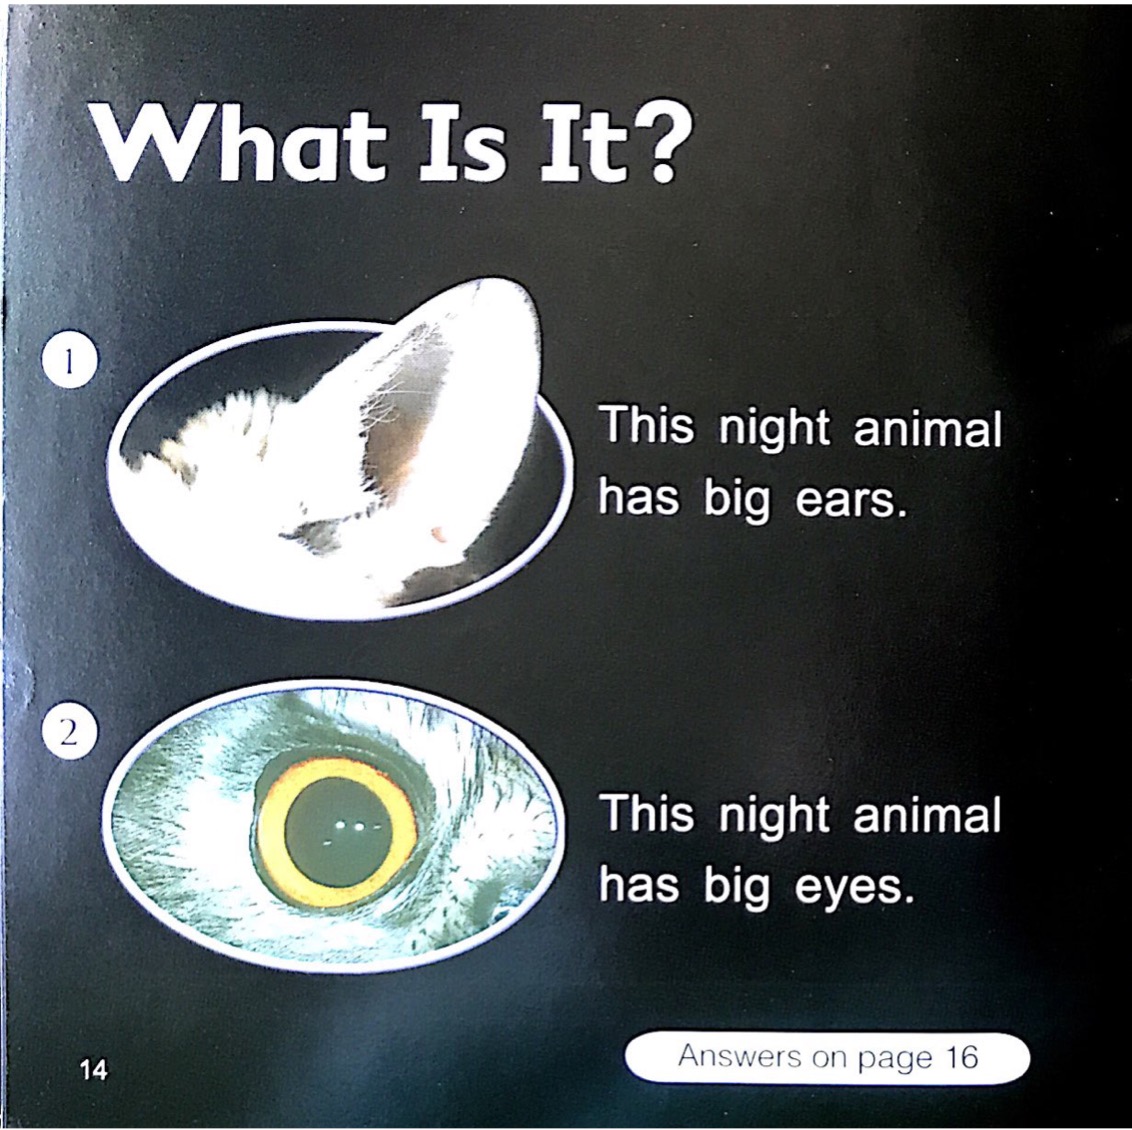 What Is It?
1
This night animal
has big ears.
2
This night animal
has big eyes.
14
Answers on page 16